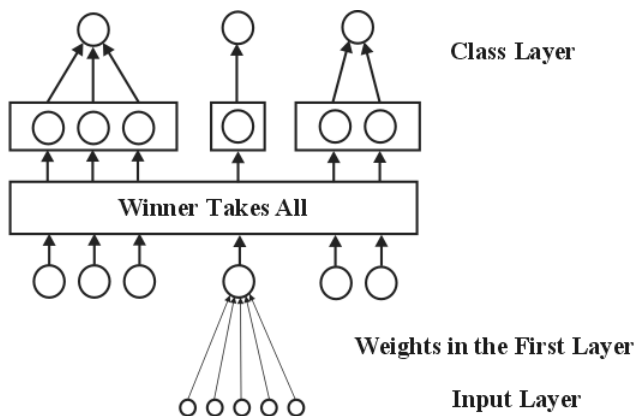 Class Layer
Winner Takes All
Weights in the First Layer
Input Layer